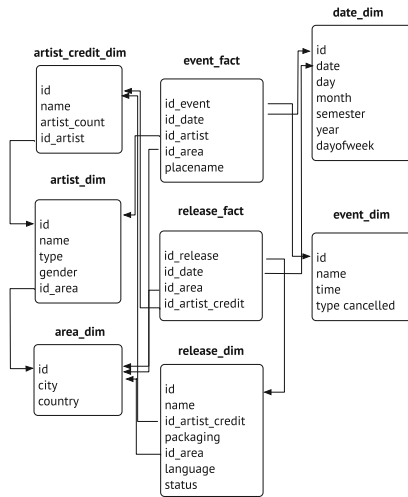 artist_credit_dim
id
name
artist_count
id_artist
artist_dim
id
name
type
gender
id_area
area_dim
id
city
country
event_fact
id_event
id_date
id_artist
id_area
placename
release_fact
id_release
id_date
id_area
id_artist_credit
release_dim
id
name
id_artist_credit
packaging
id_area
language
status
date_dim
id
date
day
month
semester
year
dayofweek
event_dim
id
name
time
type cancelled